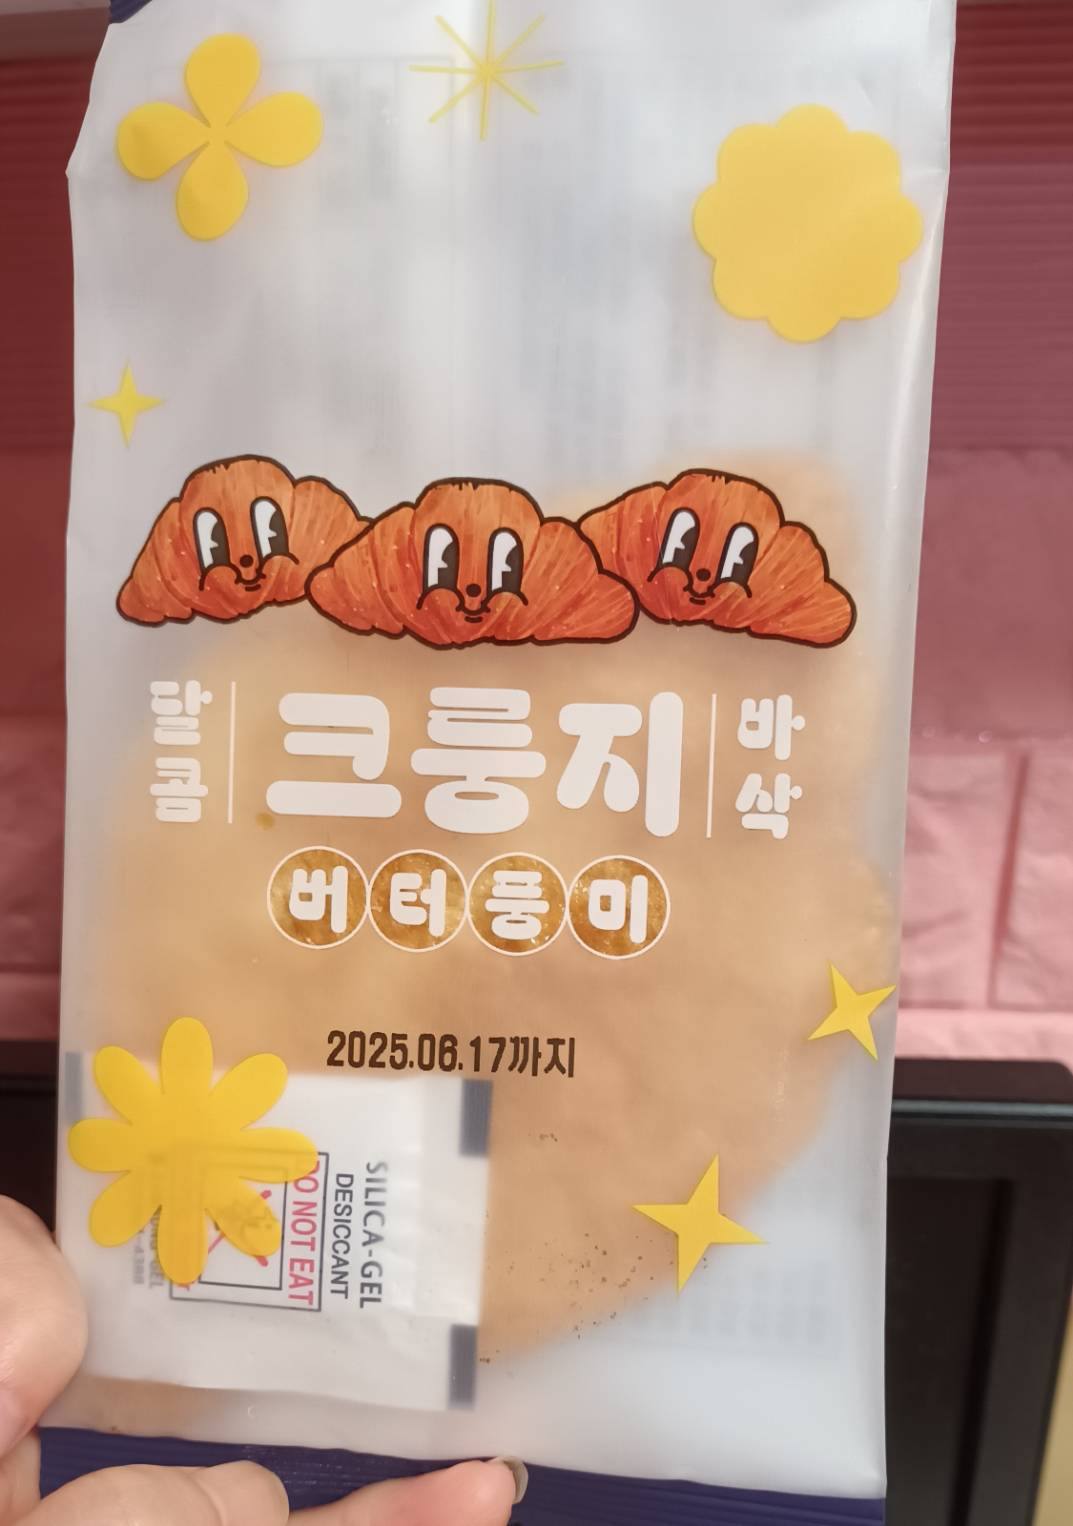 달콤
크룽지
바삭
버터풍미
2025.06.17까지
SILICA-GEL
DESICCANT
DO NOT EAT